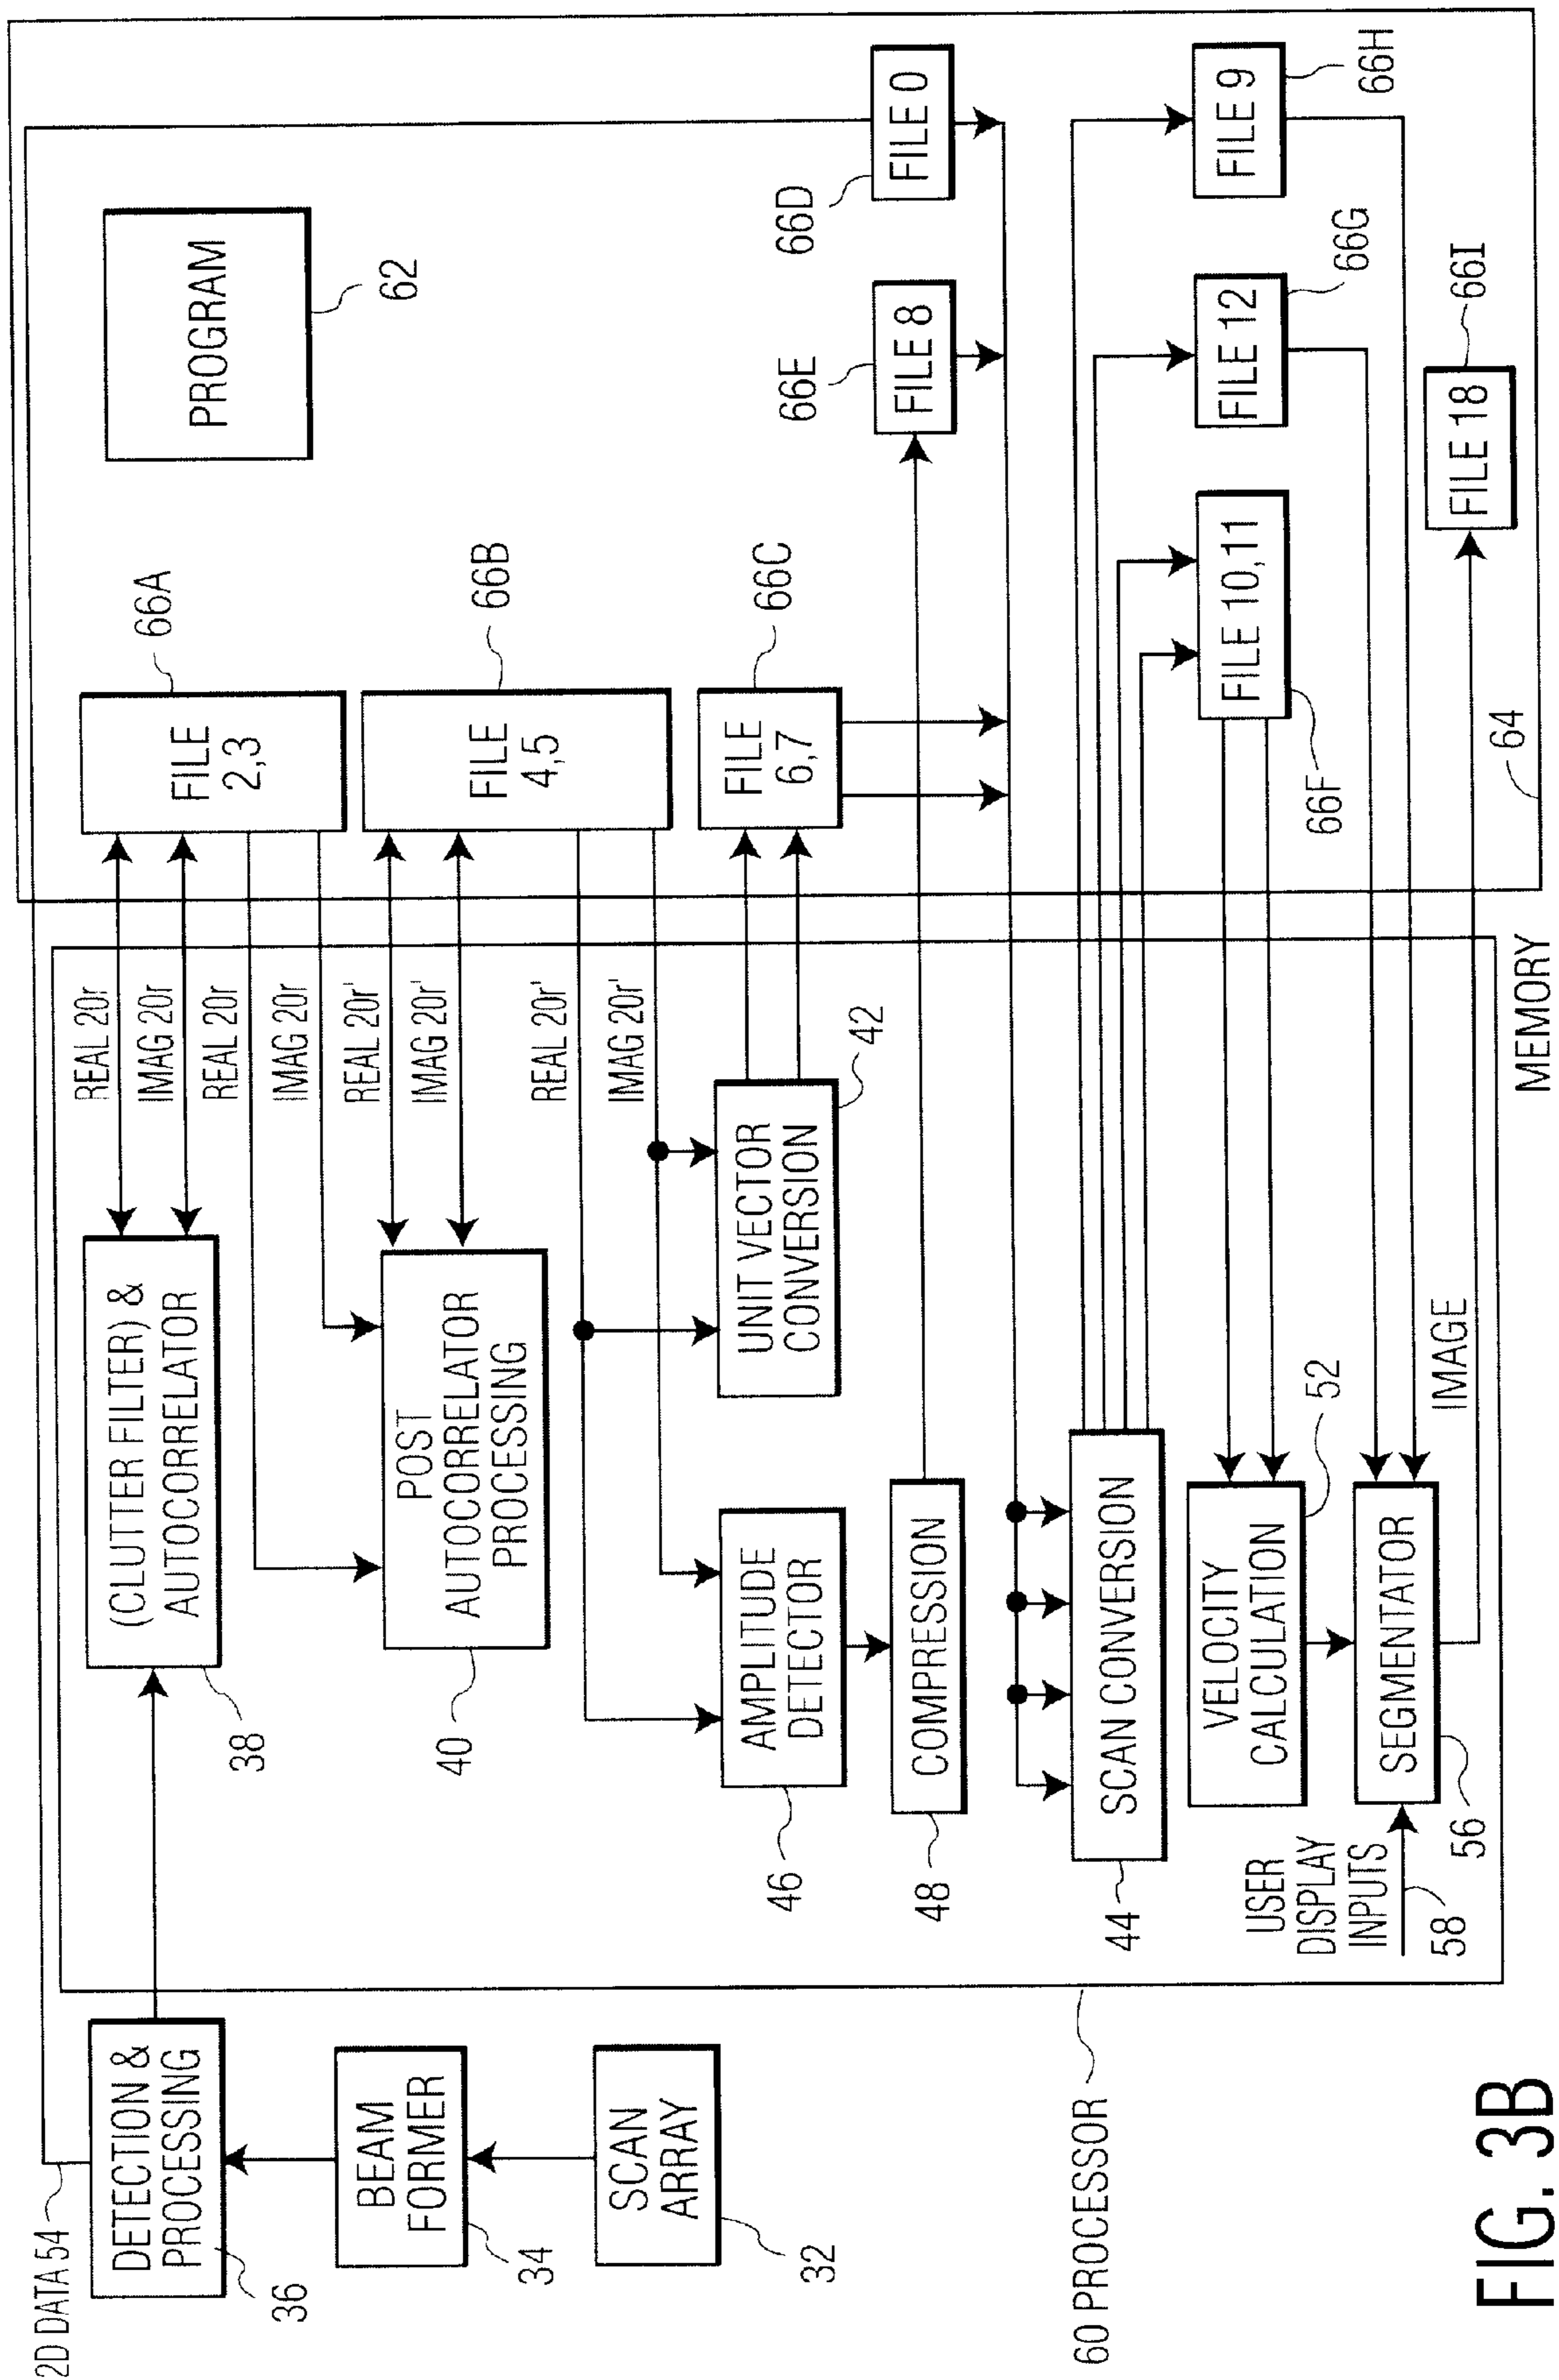 2D DATA 54
DETECTION &
PROCESSING
36
BEAM
FORMER
34
SCAN
ARRAY
32
60 PROCESSOR
(CLUTTER FILTER) &
AUTOCORRELATOR
38
REAL 20r
IMAG 20r
REAL 20r
IMAG 20r
POST
AUTOCORRELATOR
PROCESSING
40
REAL 20r'
IMAG 20r'
REAL 20r'
IMAG 20r'
AMPLITUDE
DETECTOR
46
UNIT VECTOR
CONVERSION
42
COMPRESSION
48
SCAN CONVERSION
44
VELOCITY
CALCULATION
52
USER
DISPLAY
INPUTS
58
SEGMENTATOR
56
IMAGE
MEMORY
64
FILE
2,3
66A
FILE
4,5
66B
FILE
6,7
66C
PROGRAM
62
FILE 8
66E
FILE 0
66D
FILE 10,11
66F
FILE 12
66G
FILE 9
66H
FILE 18
66I
FIG. 3B